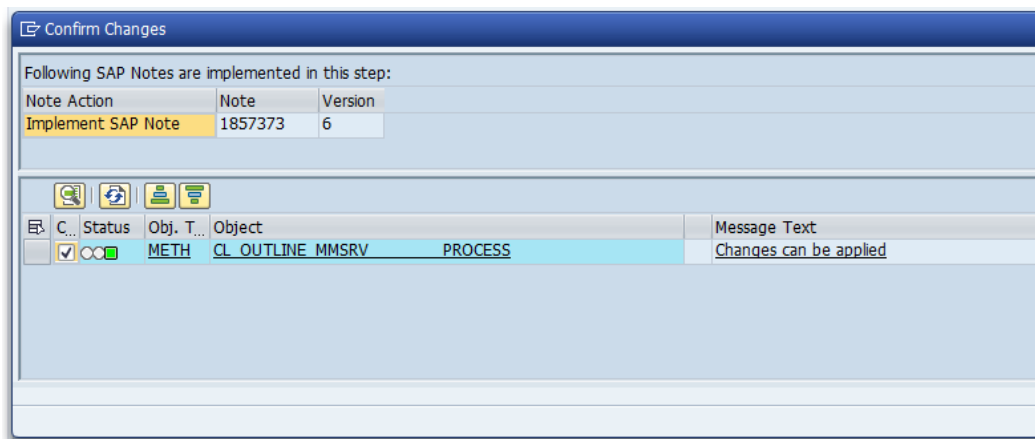 Confirm Changes
Following SAP Notes are implemented in this step:
Note Action Note Version
Implement SAP Note 1857373 6
C... Status Obj. T... Object Message Text
METH CL_OUTLINE_MMSRV PROCESS Changes can be applied